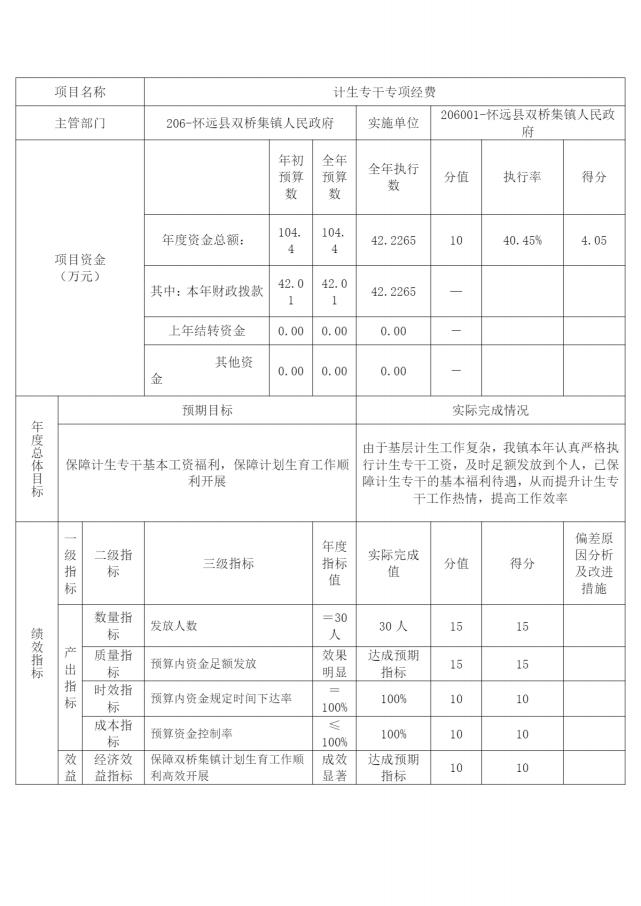 项目名称 计生专干专项经费
主管部门 206-怀远县双桥集镇人民政府 实施单位 206001-怀远县双桥集镇人民政
府
项目资金
（万元）
年初
预算
数
全年
预算
数
全年执行
数
分值 执行率 得分
年度资金总额：
104.
4
104.
4
42.2265 10 40.45% 4.05
其中：本年财政拨款
42.0
1
42.0
1
42.2265 —
上年结转资金 0.00 0.00 0.00 －
其他资
金
0.00 0.00 0.00 －
年
度
总
体
目
标
预期目标 实际完成情况
保障计生专干基本工资福利，保障计划生育工作顺
利开展
由于基层计生工作复杂，我镇本年认真严格执
行计生专干工资，及时足额发放到个人，已保
障计生专干的基本福利待遇，从而提升计生专
干工作热情，提高工作效率
绩
效
指
标
一
级
指
标
二级指
标
三级指标
年度
指标
值
实际完成
值
分值 得分
偏差原
因分析
及改进
措施
产
出
指
标
数量指
标
发放人数
＝30
人
30 人 15 15
质量指
标
预算内资金足额发放
效果
明显
达成预期
指标
15 15
时效指
标
预算内资金规定时间下达率
＝
100%
100% 10 10
成本指
标
预算资金控制率
≤
100%
100% 10 10
效
益
经济效
益指标
保障双桥集镇计划生育工作顺
利高效开展
成效
显著
达成预期
指标
10 10